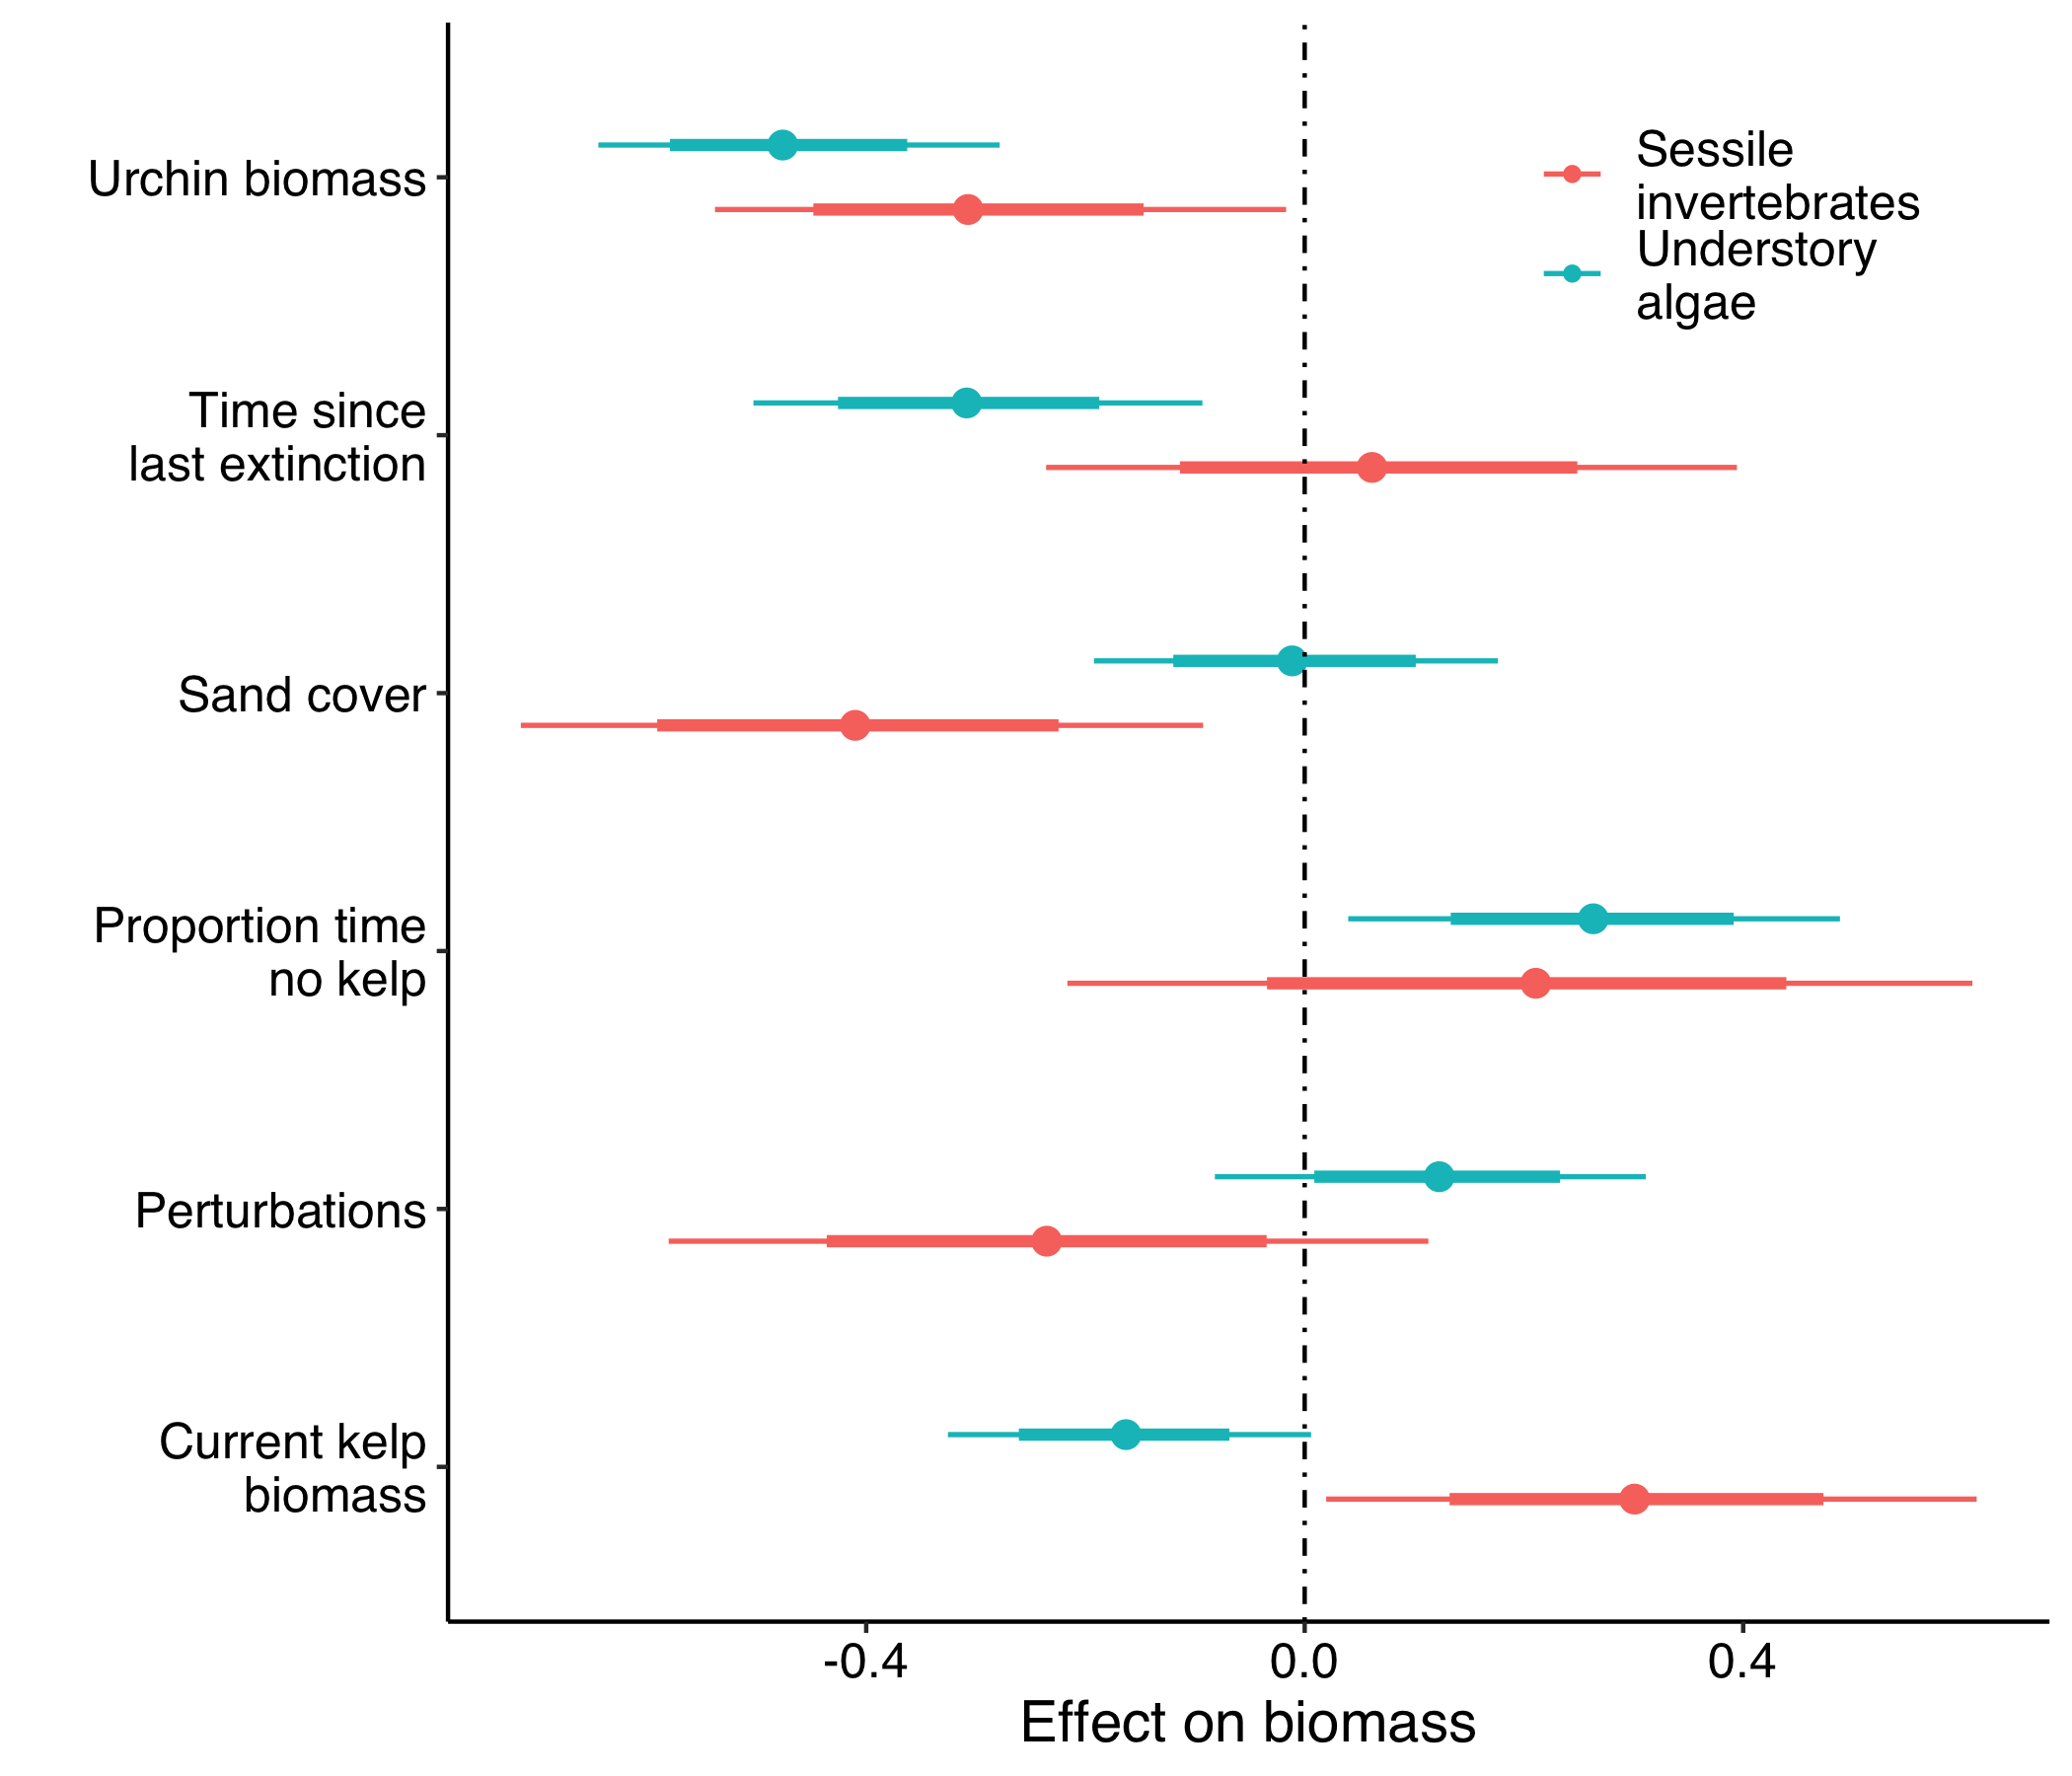 Urchin biomass
Time since
last extinction
Sand cover
Proportion time
no kelp
Perturbations
Current kelp
biomass
Sessile
invertebrates
Understory
algae
-0.4
0.0
0.4
Effect on biomass